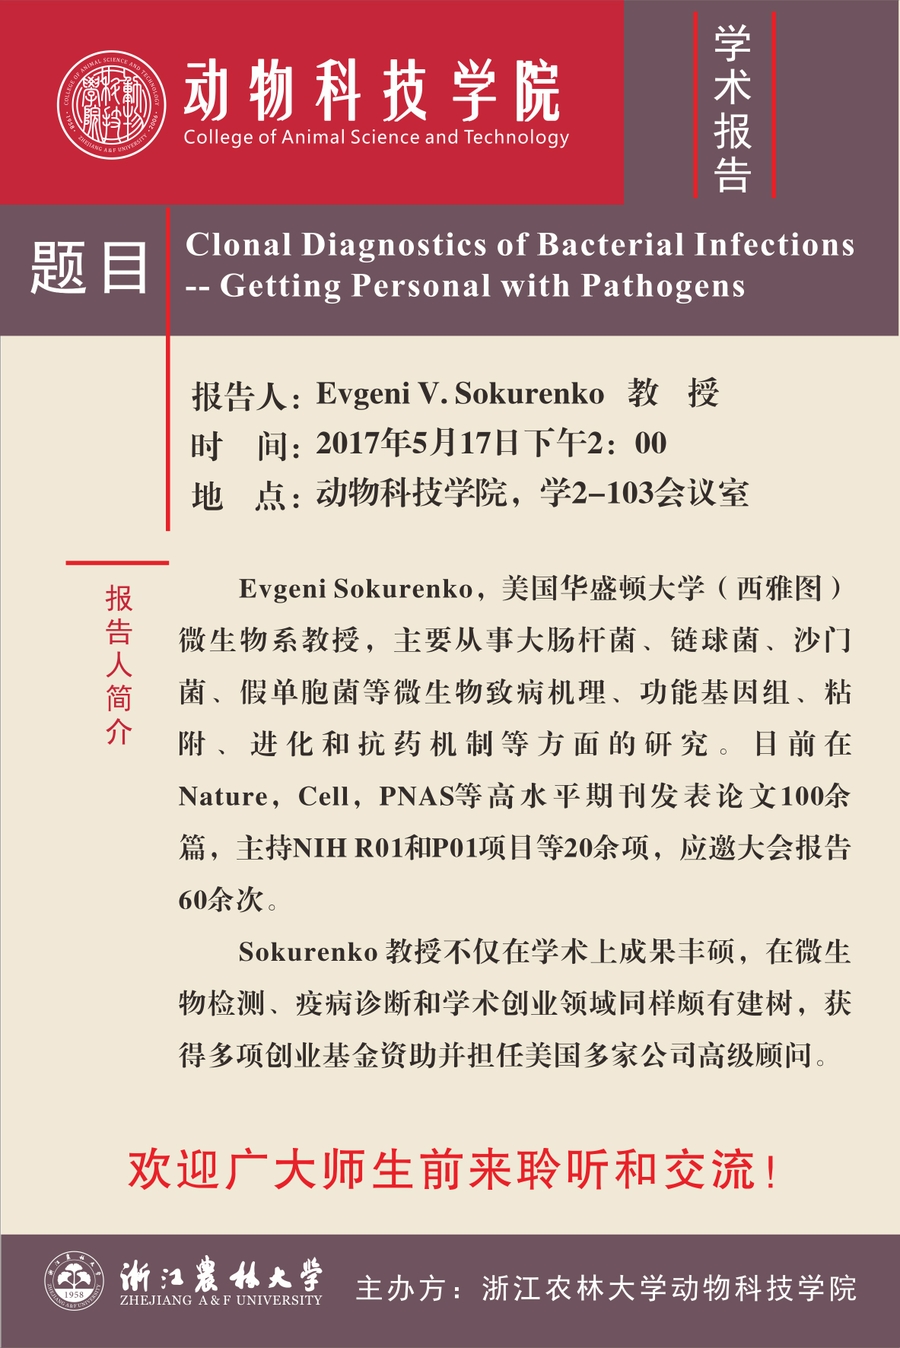 动物科技学院
College of Animal Science and Technology
学术报告
题目
Clonal Diagnostics of Bacterial Infections
-- Getting Personal with Pathogens
报告人：Evgeni V. Sokurenko 教 授
时 间：2017年5月17日下午2：00
地 点：动物科技学院，学2-103会议室
报告人简介
Evgeni Sokurenko，美国华盛顿大学（西雅图）
微生物系教授，主要从事大肠杆菌、链球菌、沙门
菌、假单胞菌等微生物致病机理、功能基因组、粘
附、进化和抗药机制等方面的研究。目前在
Nature，Cell，PNAS等高水平期刊发表论文100余
篇，主持NIH R01和P01项目等20余项，应邀大会报告
60余次。
Sokurenko 教授不仅在学术上成果丰硕，在微生
物检测、疫病诊断和学术创业领域同样颇有建树，获
得多项创业基金资助并担任美国多家公司高级顾问。
欢迎广大师生前来聆听和交流！
1958
浙江农林大学
ZHEJIANG A&F UNIVERSITY
主办方：浙江农林大学动物科技学院